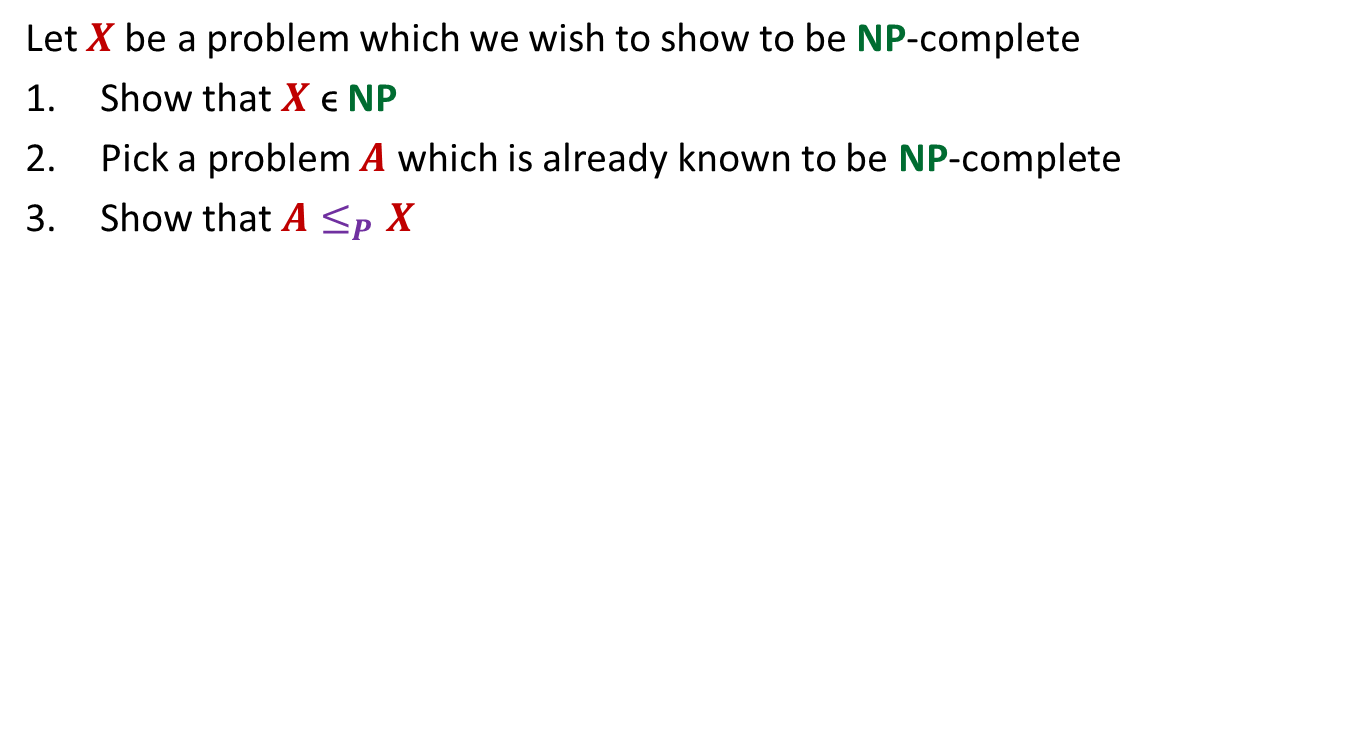 Let X be a problem which we wish to show to be NP-complete
1. Show that X ϵ NP
2. Pick a problem A which is already known to be NP-complete
3. Show that A ≤P X